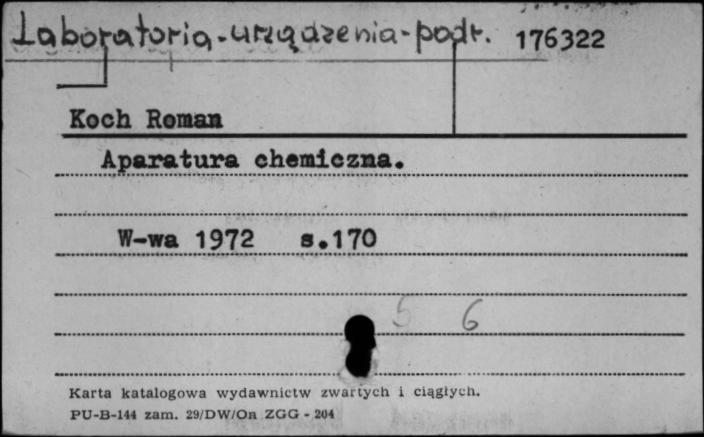 Laboratoria-urządzenia-podr. 176322
Koch Roman
Aparatura chemiczna.
W-wa 1972 s.170
5 6
Karta katalogowa wydawnictw zwartych i ciągłych.
PU-B-144 zam. 29/DW/On ZGG - 204